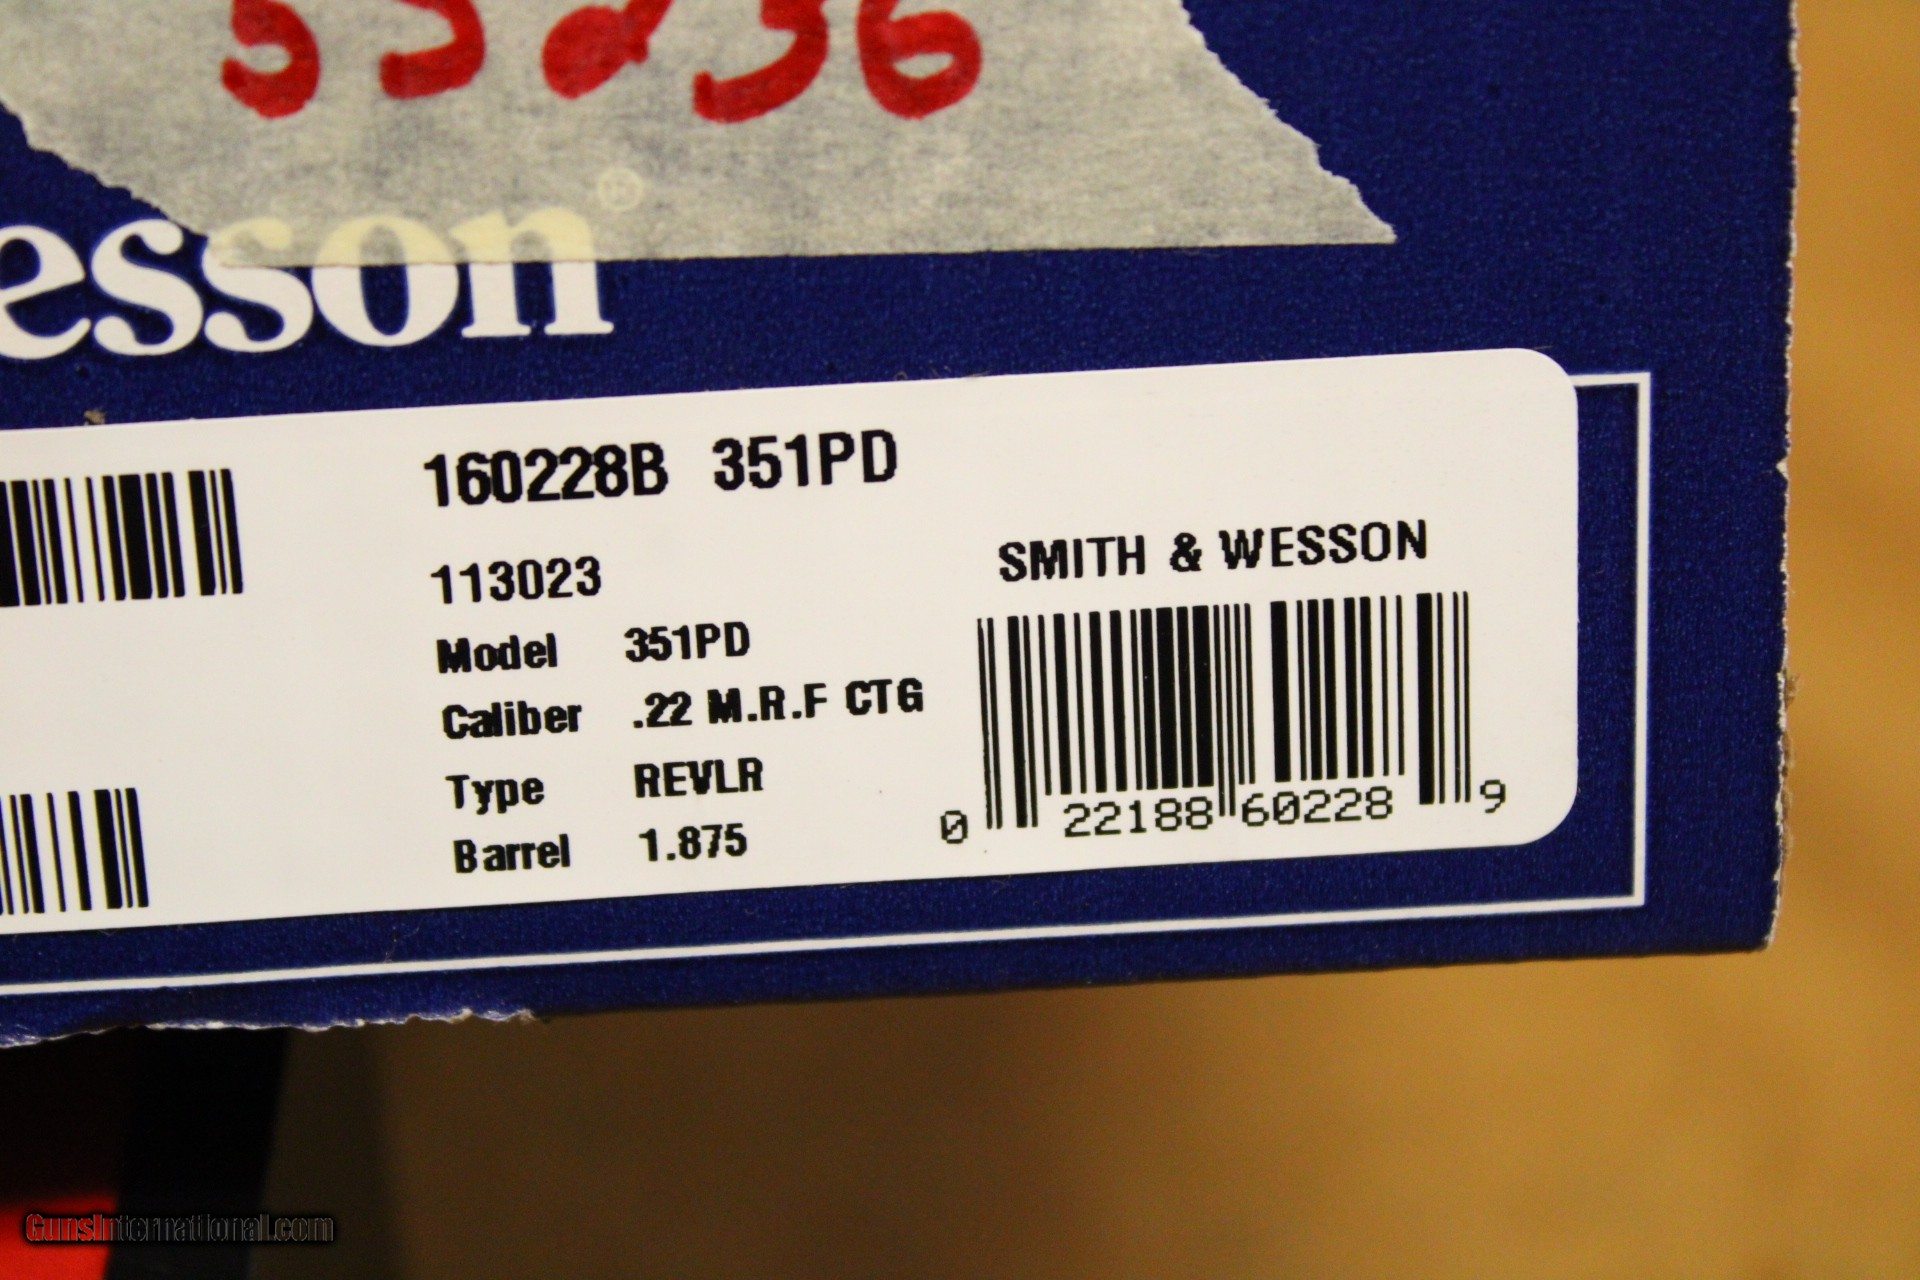 ®
esson
160228B 351PD
113023
SMITH & WESSON
Model 351PD
Caliber .22 M.R.F CTG
Type REVLR
Barrel 1.875
0 22188 60228 9
GunsInternational.com